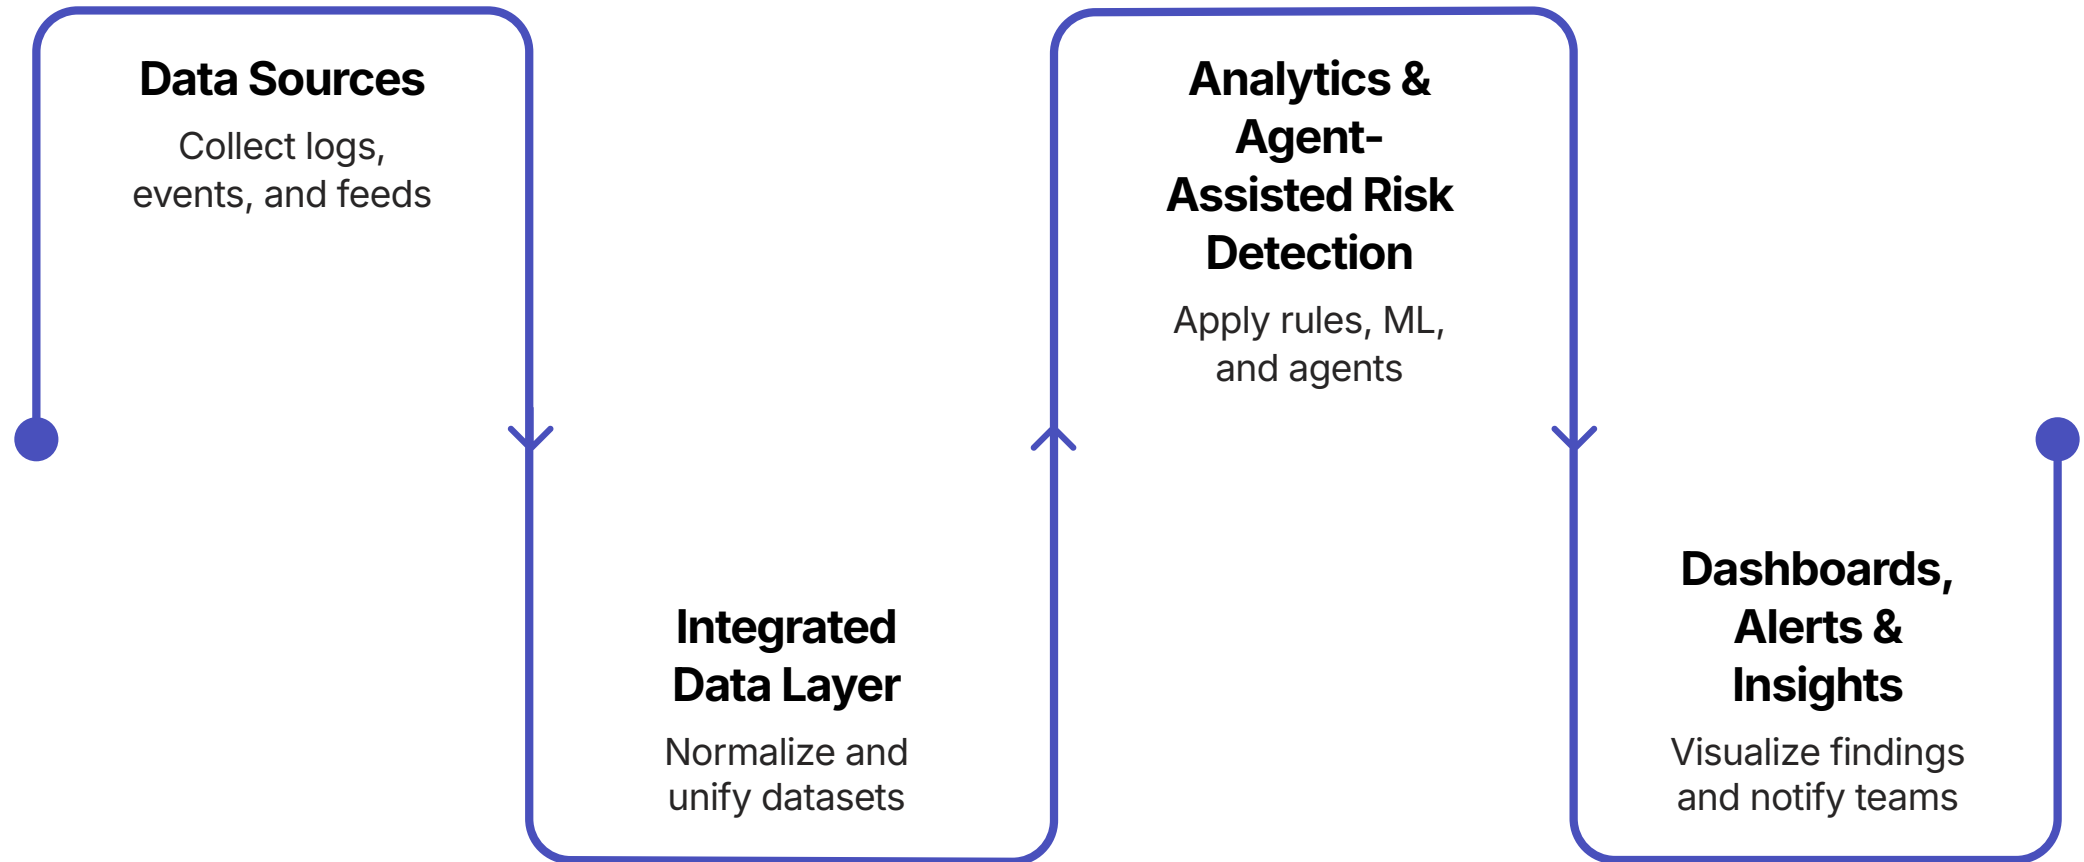 Data Sources
Collect logs,
events, and feeds
Integrated
Data Layer
Normalize and
unify datasets
Analytics &
Agent-
Assisted Risk
Detection
Apply rules, ML,
and agents
Dashboards,
Alerts &
Insights
Visualize findings
and notify teams